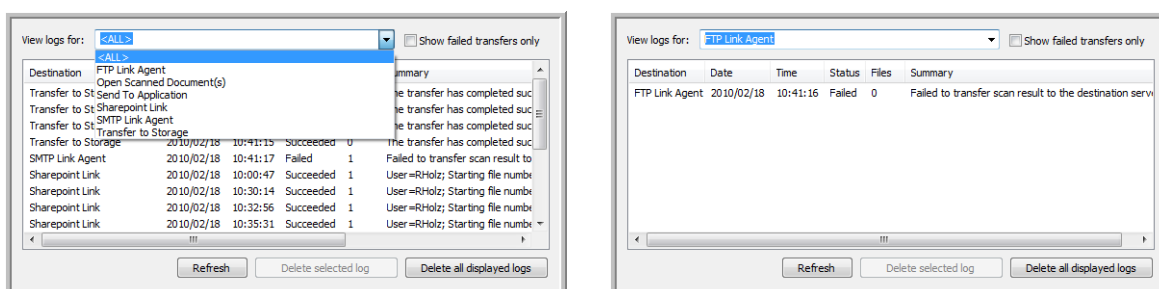 View logs for: <ALL> Show failed transfers only
<ALL>
FTP Link Agent
Open Scanned Document(s)
Send To Application
Sharepoint Link
SMTP Link Agent
Transfer to Storage
Destination
Transfer to St he transfer has completed suc
Transfer to St he transfer has completed suc
Transfer to St he transfer has completed suc
Transfer to Storage 2010/02/18 10:41:15 Succeeded 0 The transfer has completed suc
SMTP Link Agent 2010/02/18 10:41:17 Failed 1 Failed to transfer scan result to
Sharepoint Link 2010/02/18 10:00:47 Succeeded 1 User=RHolz; Starting file numbe
Sharepoint Link 2010/02/18 10:30:14 Succeeded 1 User=RHolz; Starting file numbe
Sharepoint Link 2010/02/18 10:32:56 Succeeded 1 User=RHolz; Starting file numbe
Sharepoint Link 2010/02/18 10:35:31 Succeeded 1 User=RHolz; Starting file numbe
Refresh Delete selected log Delete all displayed logs
View logs for: FTP Link Agent Show failed transfers only
Destination Date Time Status Files Summary
FTP Link Agent 2010/02/18 10:41:16 Failed 0 Failed to transfer scan result to the destination serve
Refresh Delete selected log Delete all displayed logs